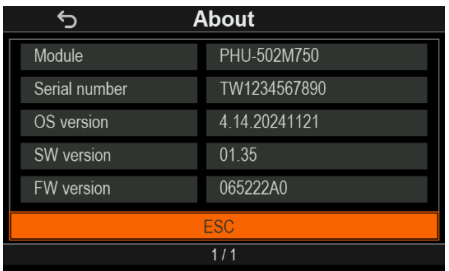 About
Module PHU-502M750
Serial number TW1234567890
OS version 4.14.20241121
SW version 01.35
FW version 065222A0
ESC
1 / 1